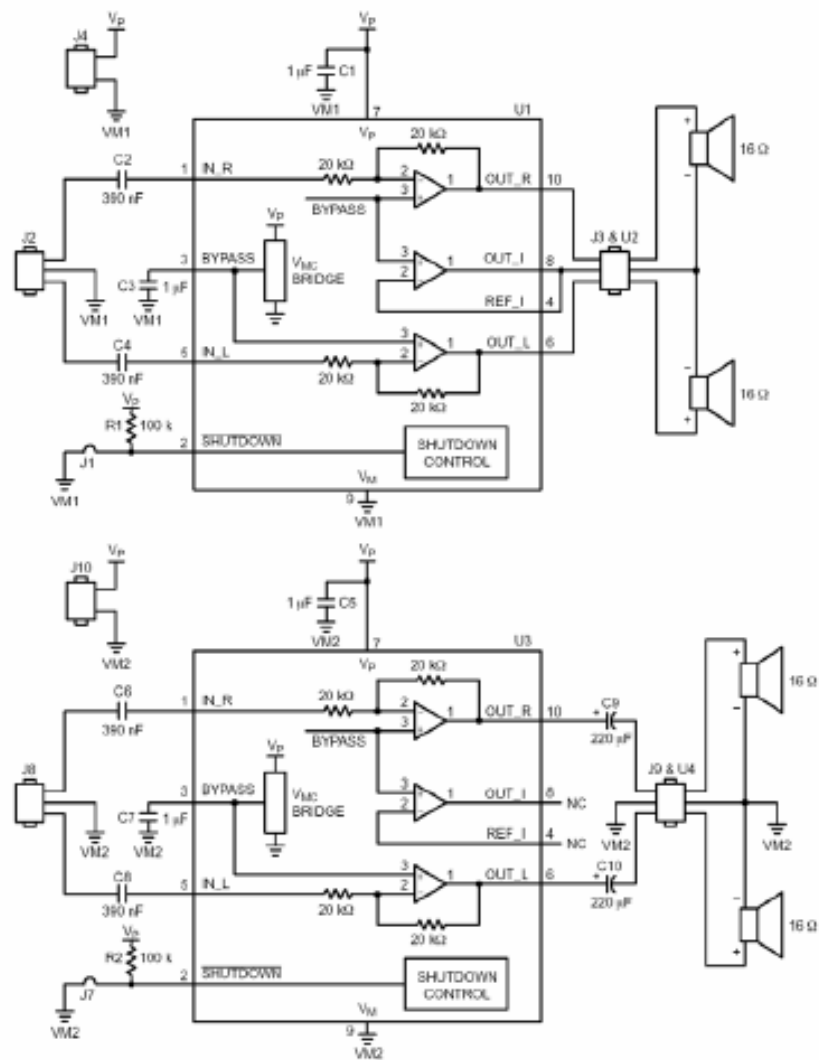 J4
VP
VM1
VP
1 µF
C1
VM1
7
U1
VP
20 kΩ
C2
390 nF
1
IN_R
20 kΩ
2
3
1
OUT_R
10
BYPASS
+
16 Ω
−
J2
VM1
3
BYPASS
C3
1 µF
VM1
VP
VMC
BRIDGE
3
2
1
OUT_I
8
REF_I
4
J3 & U2
C4
390 nF
5
IN_L
20 kΩ
3
2
1
OUT_L
6
20 kΩ
−
16 Ω
+
VP
R1
100 k
J1
VM1
2
SHUTDOWN
SHUTDOWN
CONTROL
VM
9
VM1
J10
VP
VM2
VP
1 µF
C5
VM2
7
U3
VP
20 kΩ
C6
390 nF
1
IN_R
20 kΩ
2
3
1
OUT_R
10
BYPASS
C9
+
220 µF
+
16 Ω
−
J8
VM2
3
BYPASS
C7
1 µF
VM2
VP
VMC
BRIDGE
3
2
1
OUT_I
8
NC
REF_I
4
NC
J9 & U4
VM2
VM2
C8
390 nF
5
IN_L
20 kΩ
3
2
1
OUT_L
6
20 kΩ
C10
+
220 µF
−
16 Ω
+
VP
R2
100 k
J7
VM2
2
SHUTDOWN
SHUTDOWN
CONTROL
VM
9
VM2